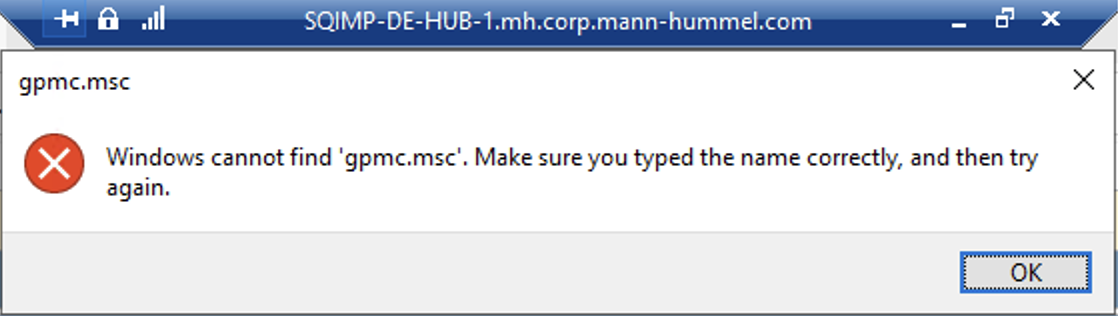 SQIMP-DE-HUB-1.mh.corp.mann-hummel.com
gpmc.msc
Windows cannot find 'gpmc.msc'. Make sure you typed the name correctly, and then try
again.
OK